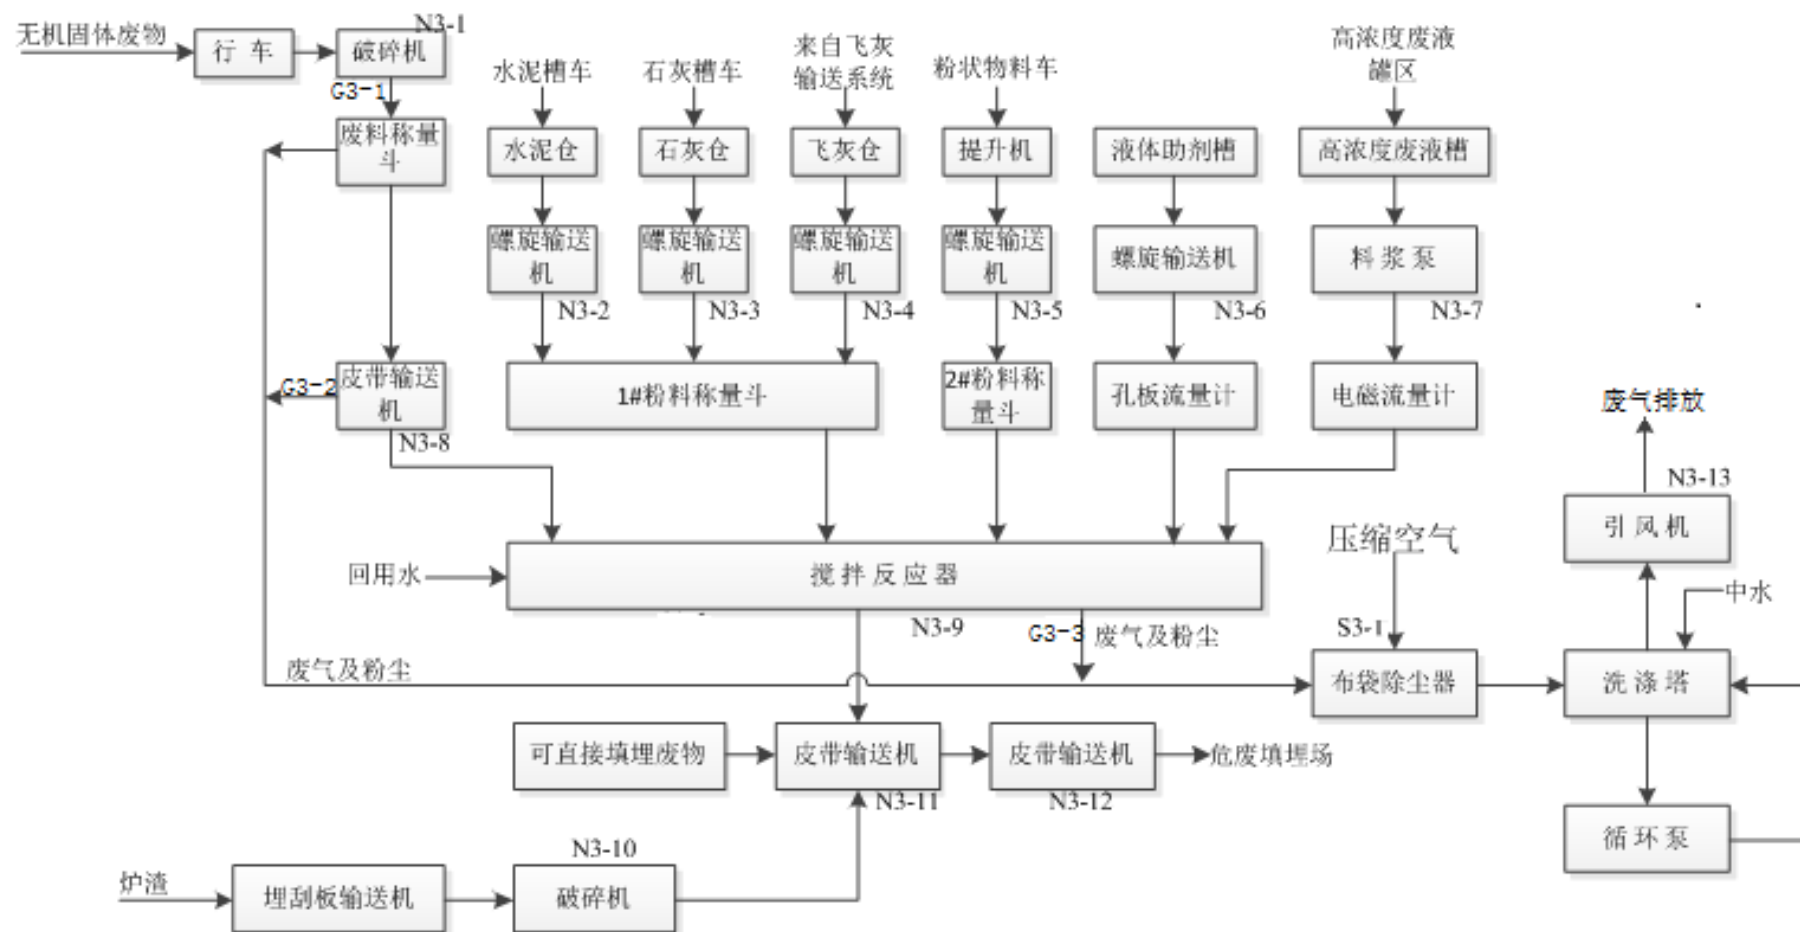 无机固体废物
行 车
破碎机
N3-1
G3-1
废料称量
斗
水泥槽车
石灰槽车
来自飞灰
输送系统
粉状物料车
高浓度废液
罐区
水泥仓
石灰仓
飞灰仓
提升机
液体助剂槽
高浓度废液槽
螺旋输送
机
螺旋输送
机
螺旋输送
机
螺旋输送
机
螺旋输送机
料 浆 泵
N3-2
N3-3
N3-4
N3-5
N3-6
N3-7
G3-2
皮带输送
机
N3-8
1#粉料称量斗
2#粉料称
量斗
孔板流量计
电磁流量计
废气排放
N3-13
引 风 机
压缩空气
中水
回用水
搅 拌 反 应 器
N3-9
G3-3
废气及粉尘
S3-1
废气及粉尘
布袋除尘器
洗 涤 塔
可直接填埋废物
皮带输送机
皮带输送机
危废填埋场
N3-11
N3-12
循 环 泵
N3-10
炉渣
埋刮板输送机
破碎机